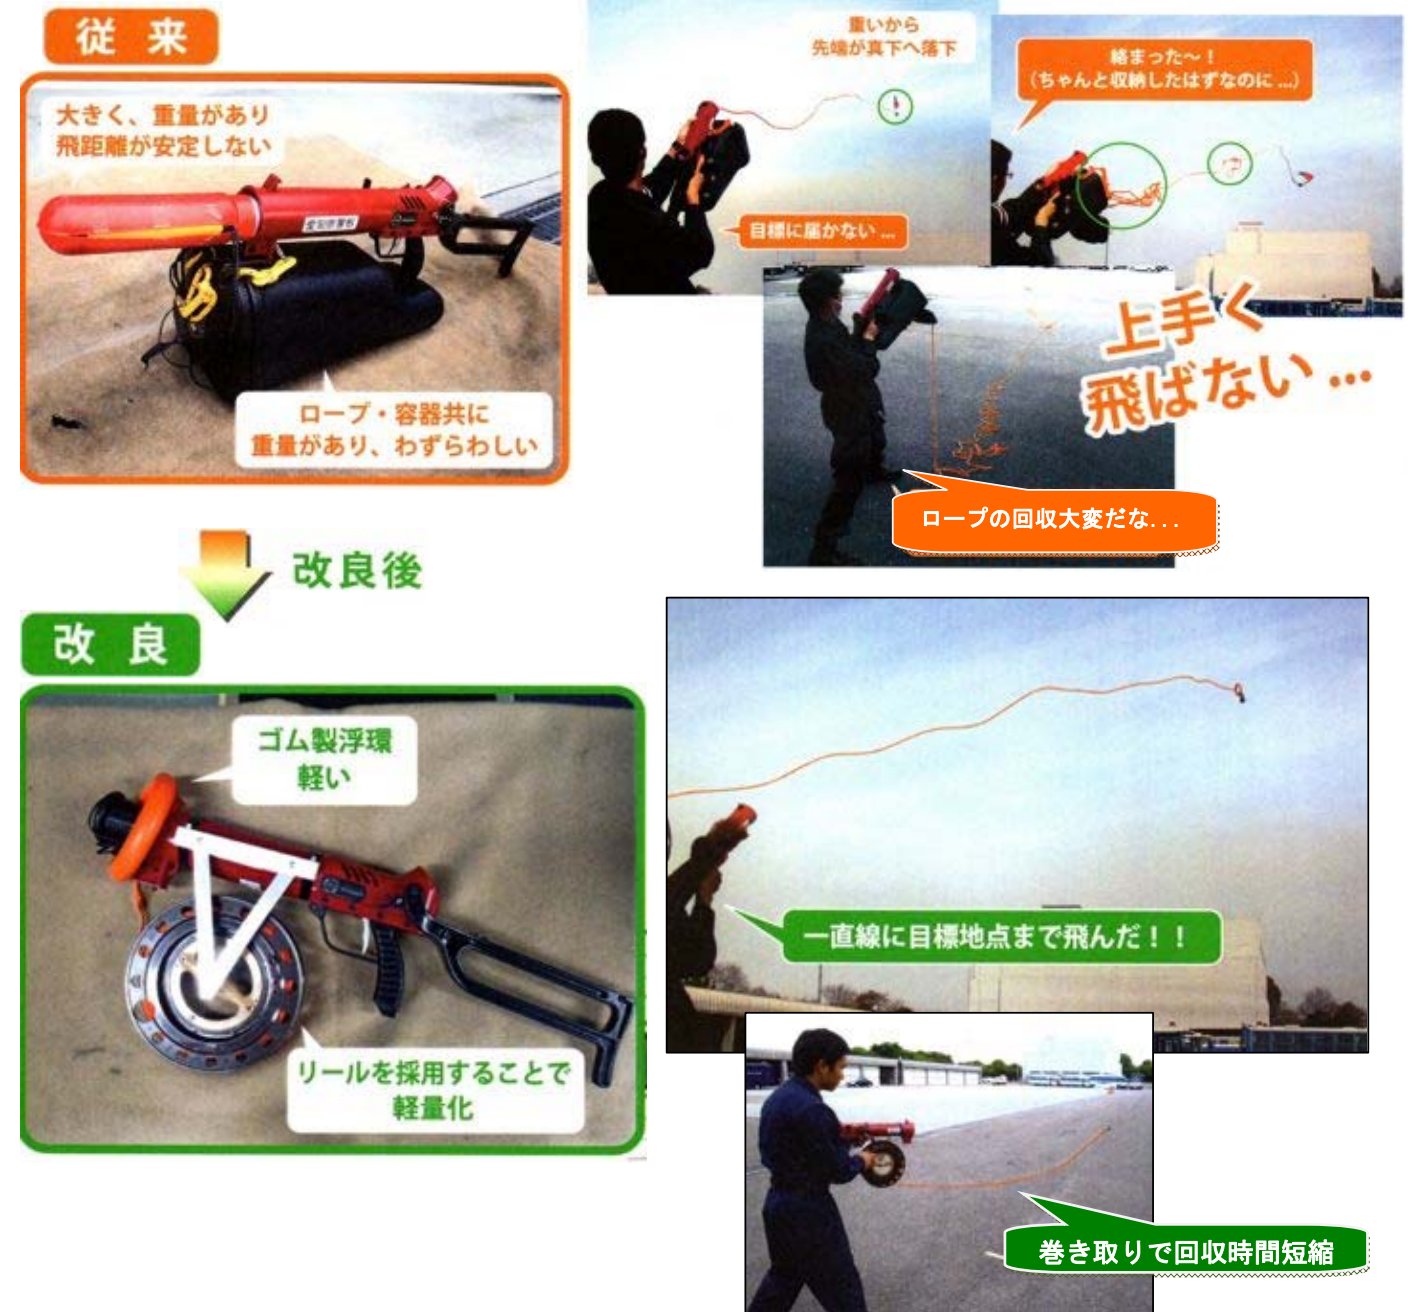 従 来
大きく、重量があり
飛距離が安定しない
ロープ・容器共に
重量があり、わずらわしい
重いから
先端が真下へ落下
目標に届かない ...
絡まった～！
（ちゃんと収納したはずなのに ...）
上手く
飛ばない ...
ロープの回収大変だな...
改良後
改 良
ゴム製浮環
軽い
リールを採用することで
軽量化
一直線に目標地点まで飛んだ！！
巻き取りで回収時間短縮